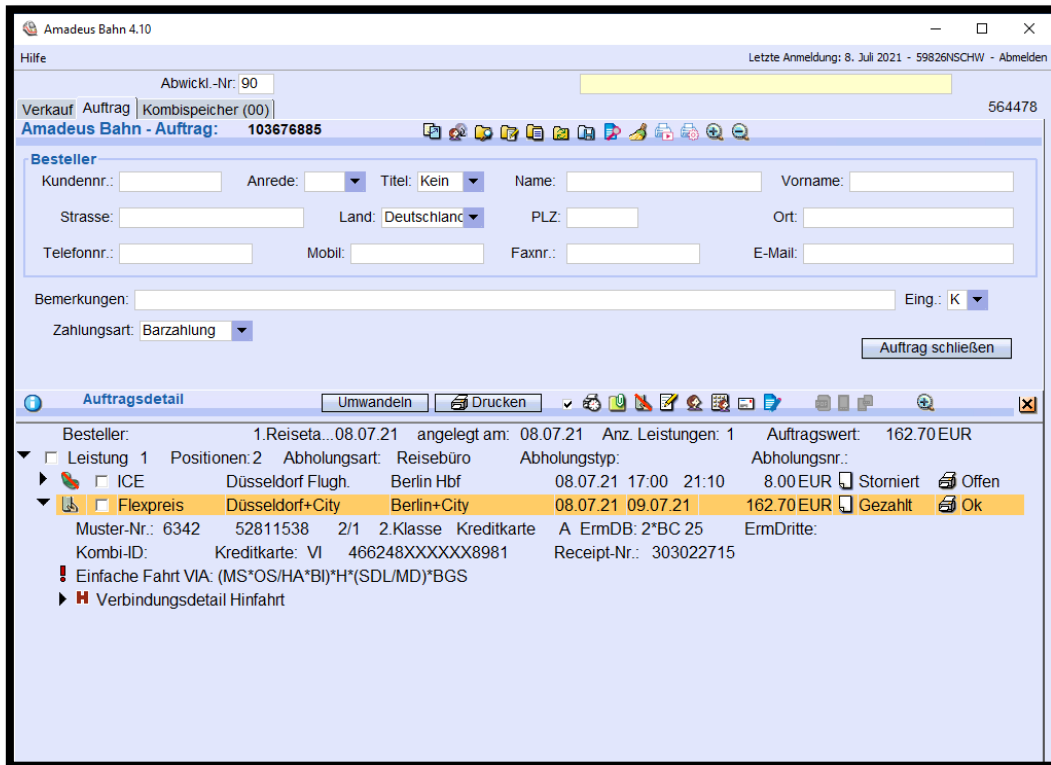 Amadeus Bahn 4.10
Hilfe Letzte Anmeldung: 8. Juli 2021 - 59826NSCHW - Abmelden
Abwickl.-Nr: 90
Verkauf Auftrag Kombispeicher (00) 564478
Amadeus Bahn - Auftrag: 103676885
Besteller
Kundennr.: Anrede: Titel: Kein Name: Vorname:
Strasse: Land: Deutschland PLZ: Ort:
Telefonnr.: Mobil: Faxnr.: E-Mail:
Bemerkungen: Eing.: K
Zahlungsart: Barzahlung
Auftrag schließen
Auftragsdetail Umwandeln Drucken
Besteller: 1.Reiseta...08.07.21 angelegt am: 08.07.21 Anz. Leistungen: 1 Auftragswert: 162.70 EUR
Leistung 1 Positionen: 2 Abholungsart: Reisebüro Abholungstyp: Abholungsnr.:
ICE Düsseldorf Flugh. Berlin Hbf 08.07.21 17:00 21:10 8.00 EUR Storniert Offen
Flexpreis Düsseldorf+City Berlin+City 08.07.21 09.07.21 162.70 EUR Gezahlt Ok
Muster-Nr.: 6342 52811538 2/1 2.Klasse Kreditkarte A ErmDB: 2*BC 25 ErmDritte:
Kombi-ID: Kreditkarte: VI 466248XXXXXX8981 Receipt-Nr.: 303022715
! Einfache Fahrt VIA: (MS*OS/HA*BI)*H*(SDL/MD)*BGS
H Verbindungsdetail Hinfahrt